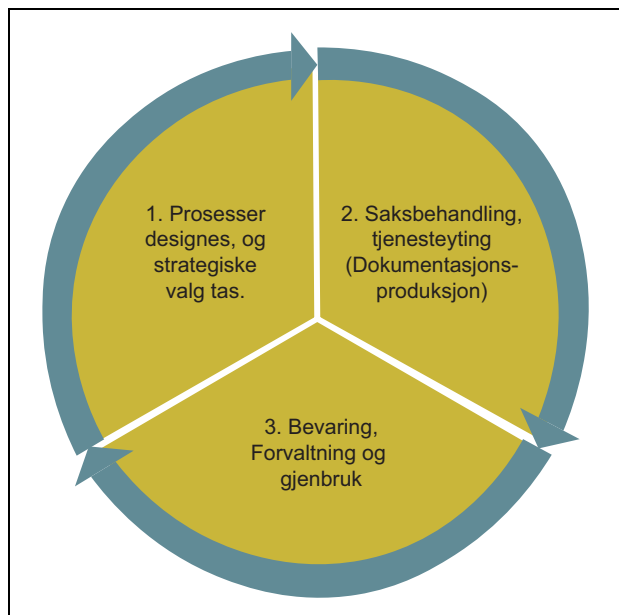 1. Prosesser
designes, og
strategiske
valg tas.
2. Saksbehandling,
tjenesteyting
(Dokumentasjons-
produksjon)
3. Bevaring,
Forvaltning og
gjenbruk